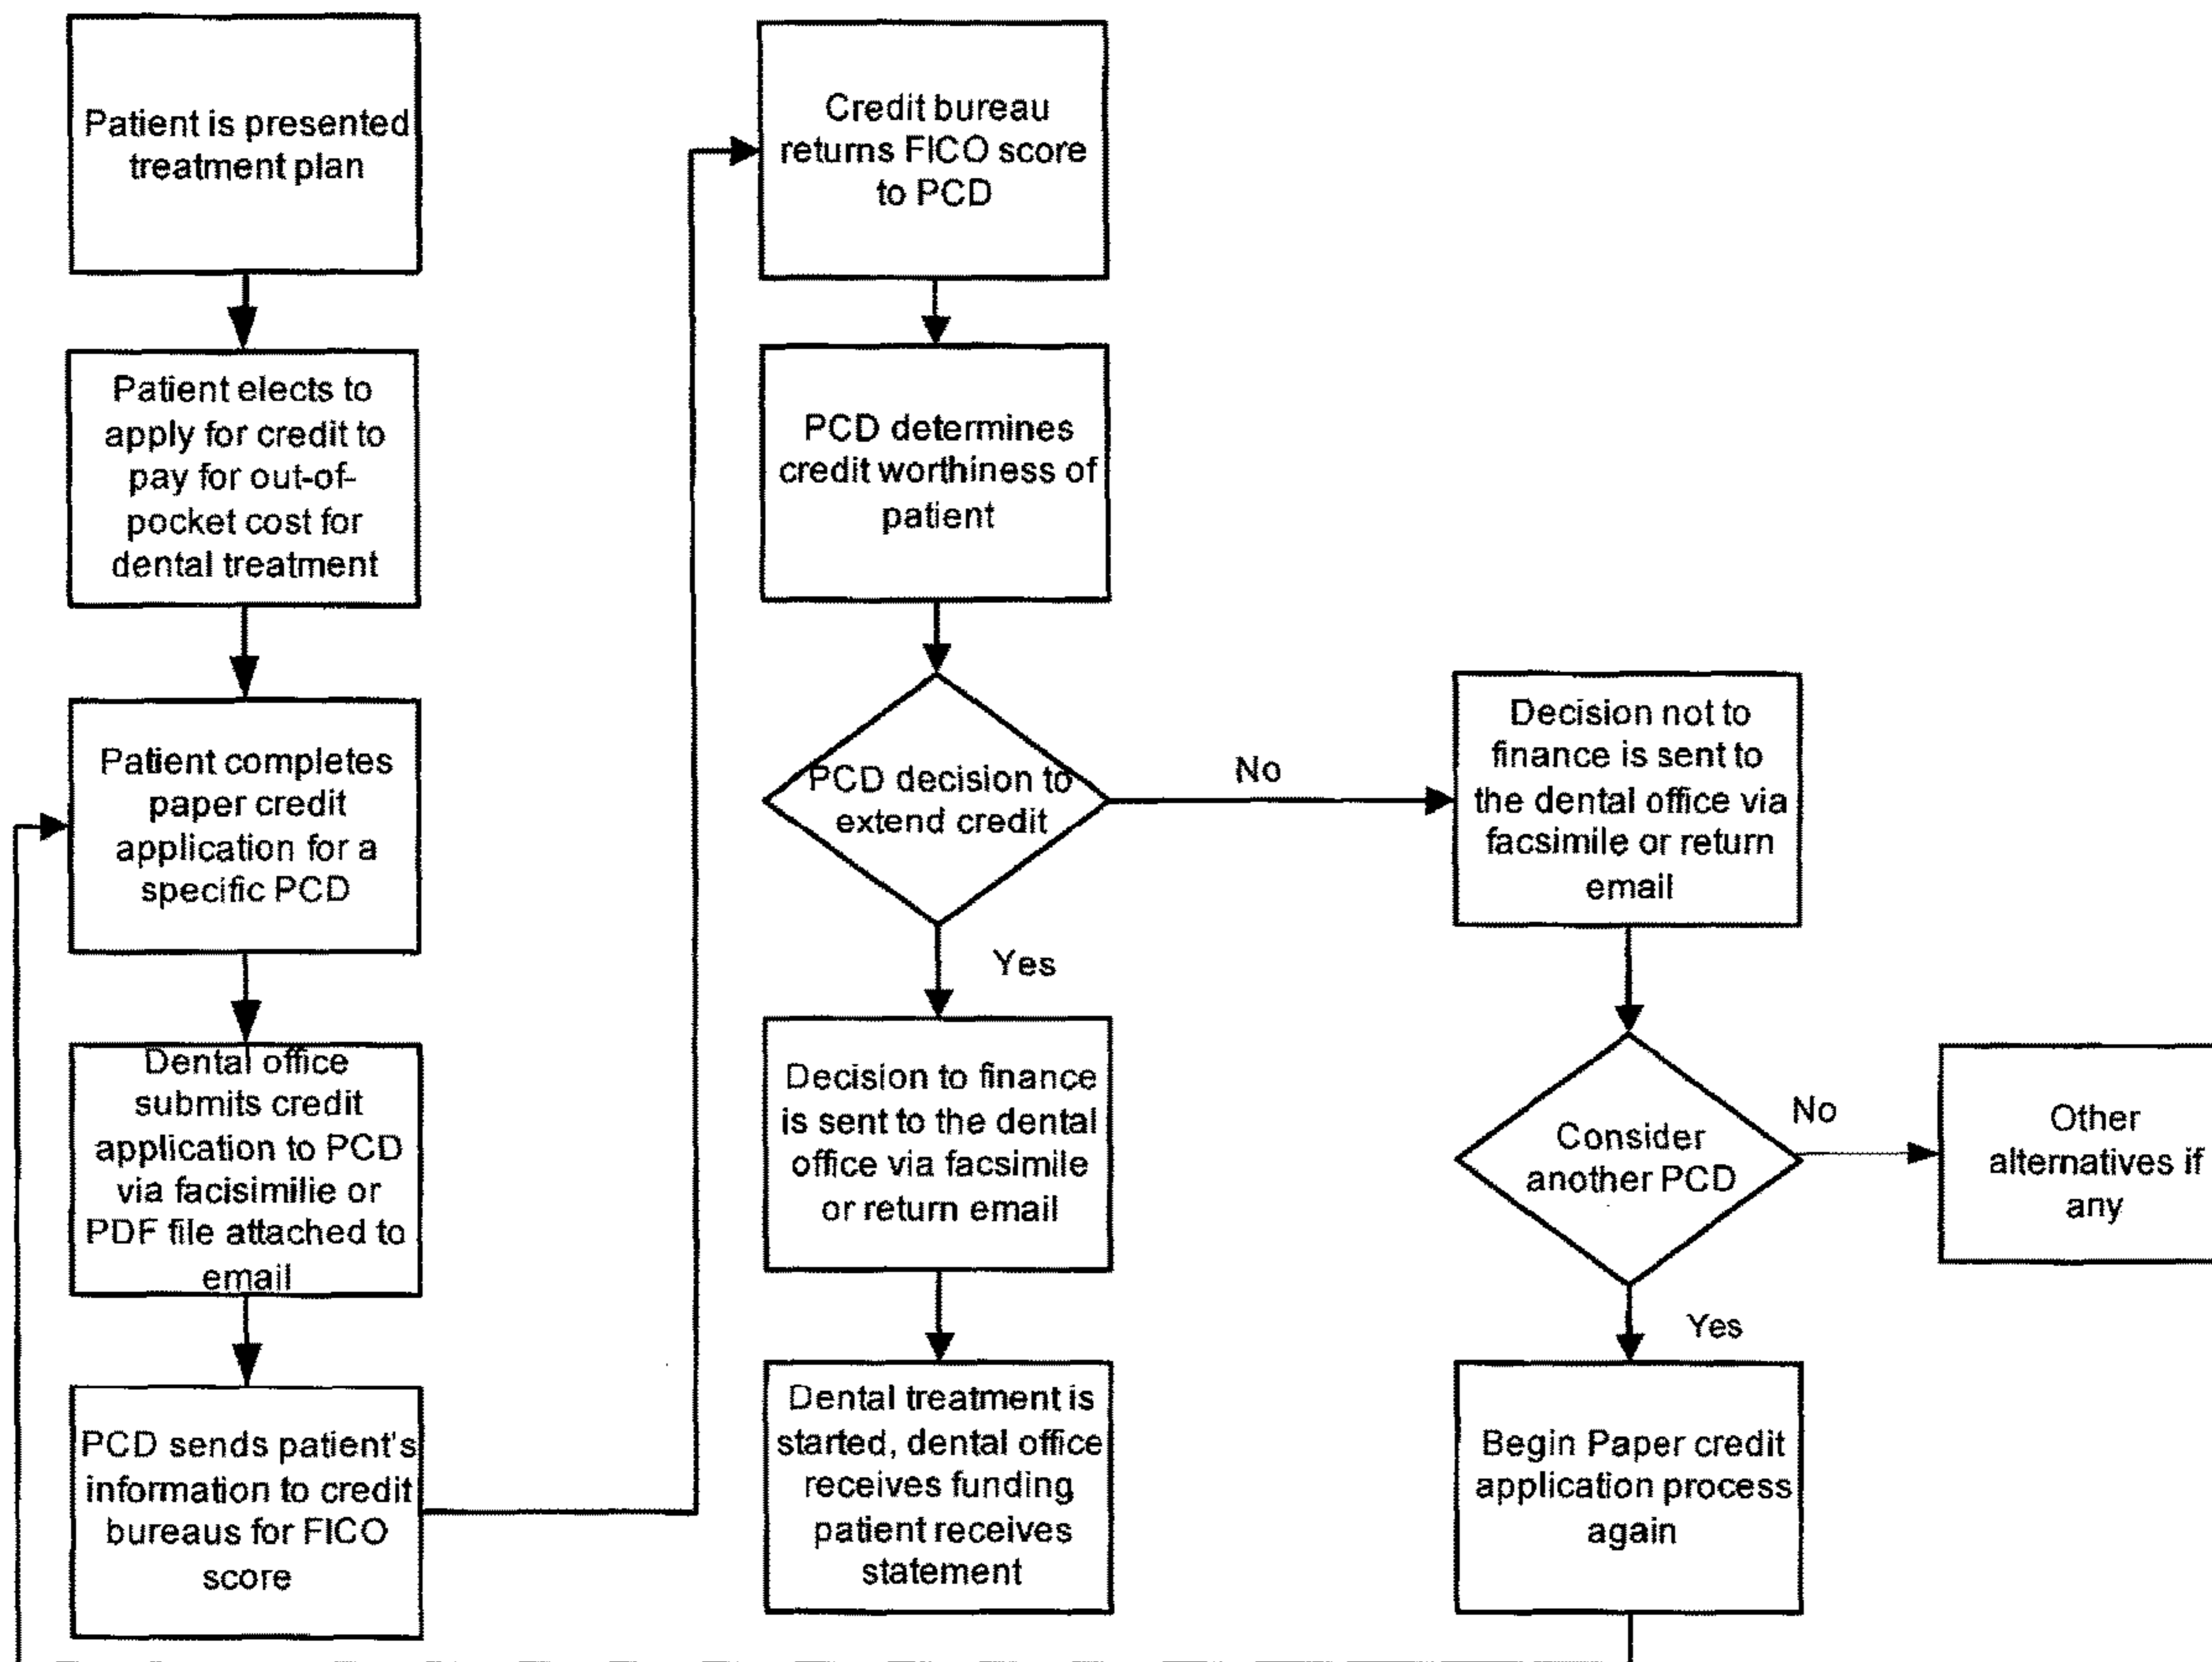 Patient is presented
treatment plan
Patient elects to
apply for credit to
pay for out-of-
pocket cost for
dental treatment
Patient completes
paper credit
application for a
specific PCD
Dental office
submits credit
application to PCD
via facisimilie or
PDF file attached to
email
PCD sends patient's
information to credit
bureaus for FICO
score
Credit bureau
returns FICO score
to PCD
PCD determines
credit worthiness of
patient
PCD decision to
extend credit
No
Yes
Decision to finance
is sent to the dental
office via facsimile
or return email
Dental treatment is
started, dental office
receives funding
patient receives
statement
Decision not to
finance is sent to
the dental office via
facsimile or return
email
Consider
another PCD
No
Yes
Other
alternatives if
any
Begin Paper credit
application process
again